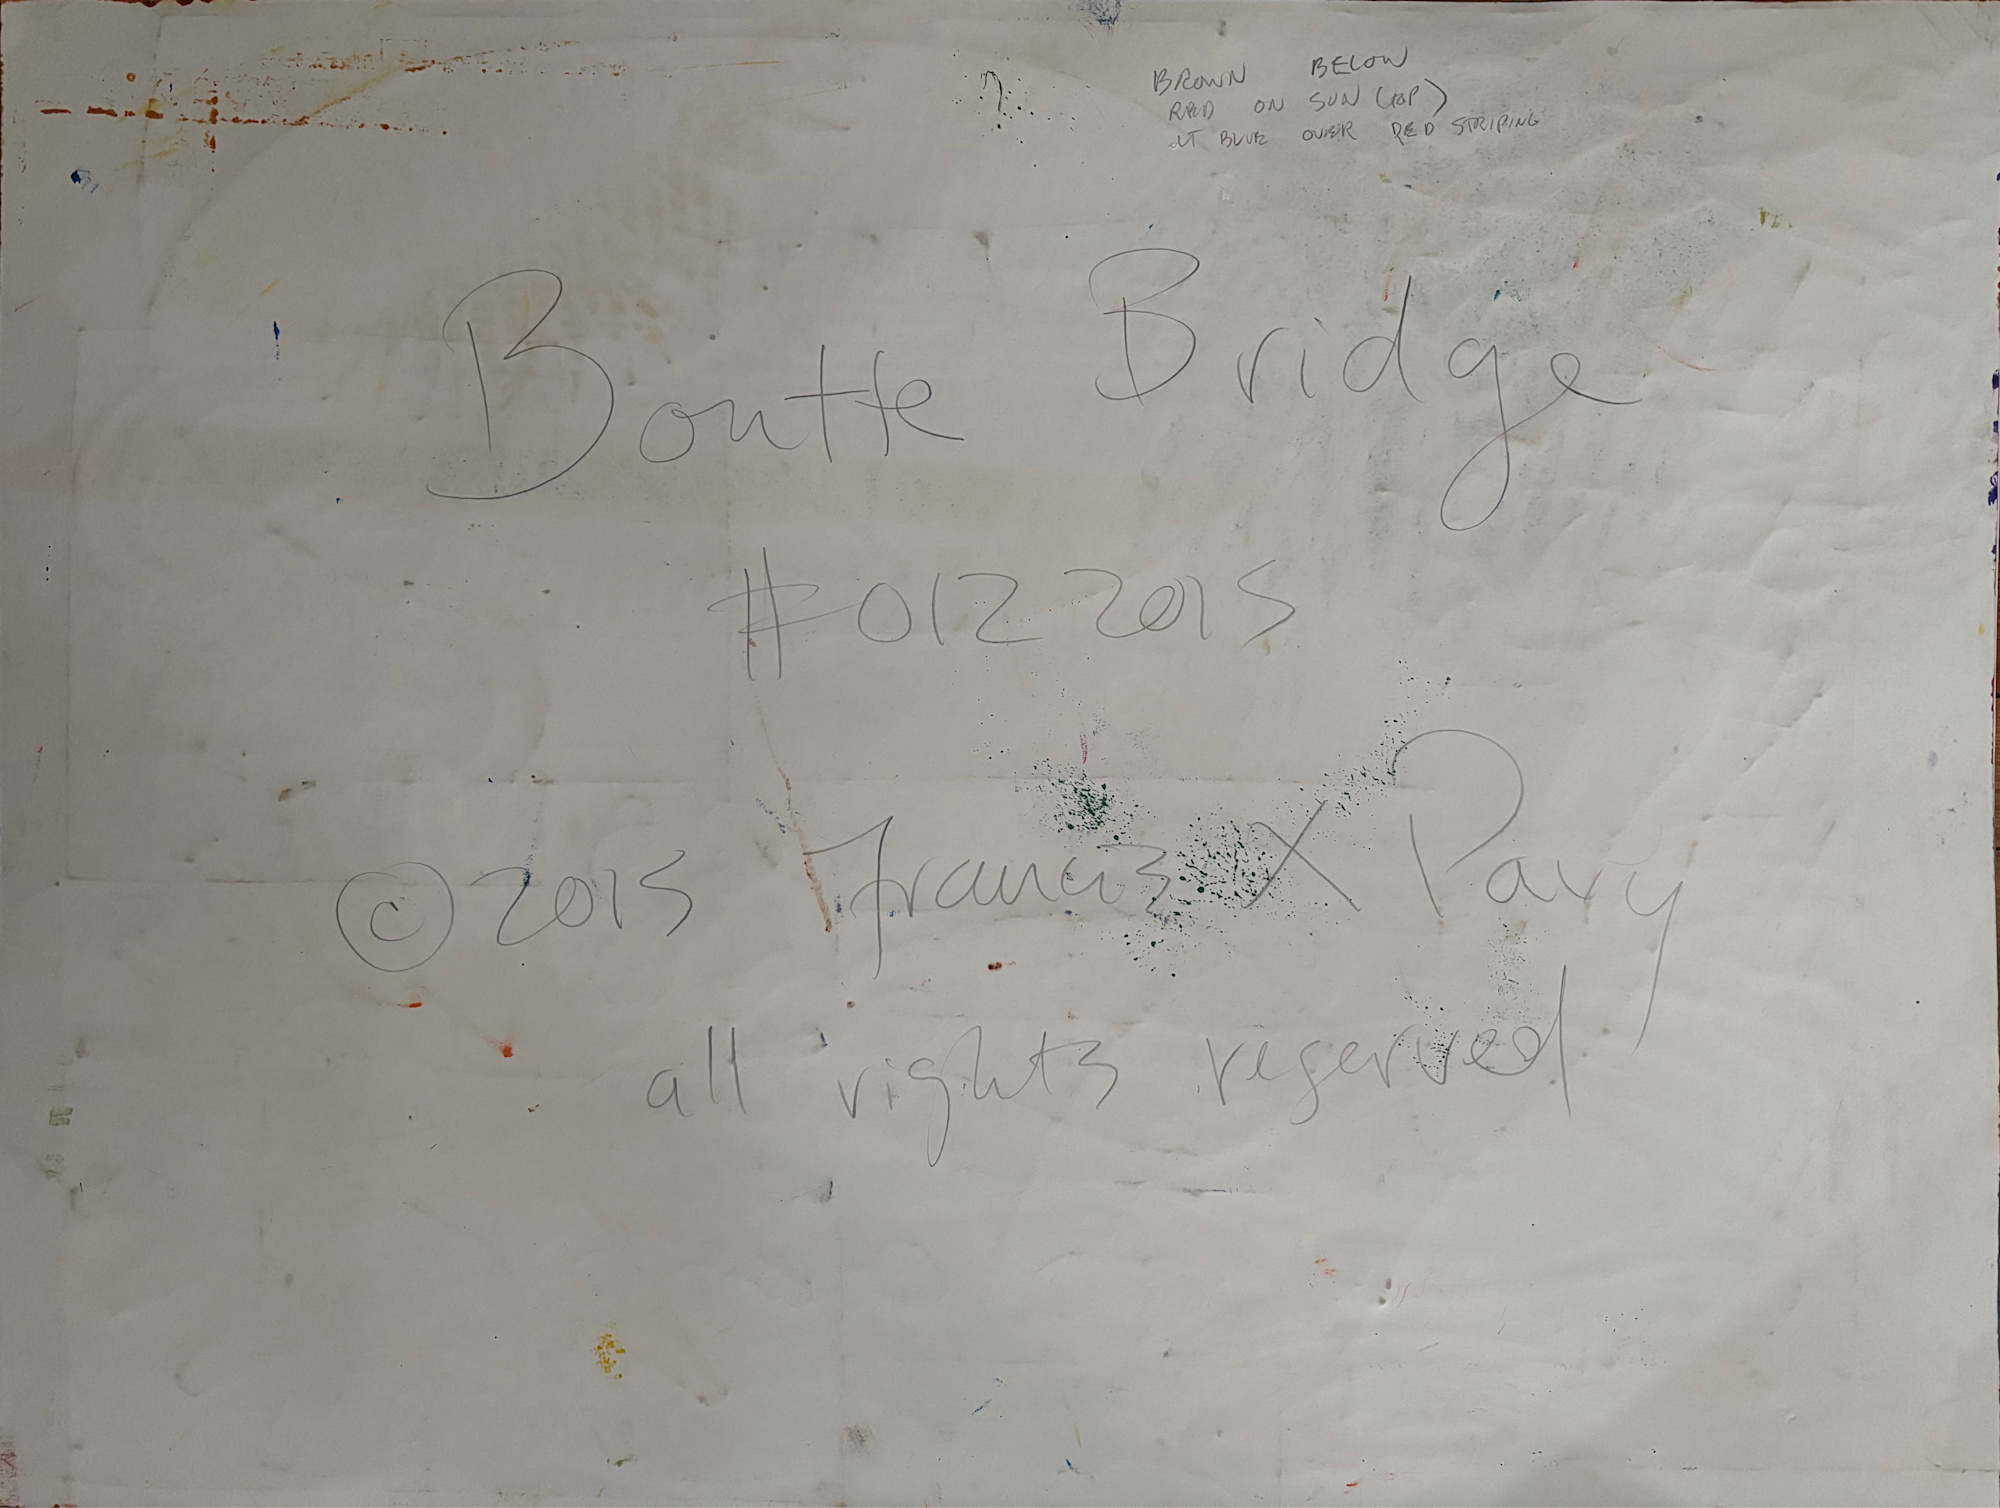 BROWN BELOW
RED ON SUN (TOP)
LT BLUE OVER RED STRIPING
Boutte Bridge
#012 2015
© 2015 Francis X Pavy
all rights reserved